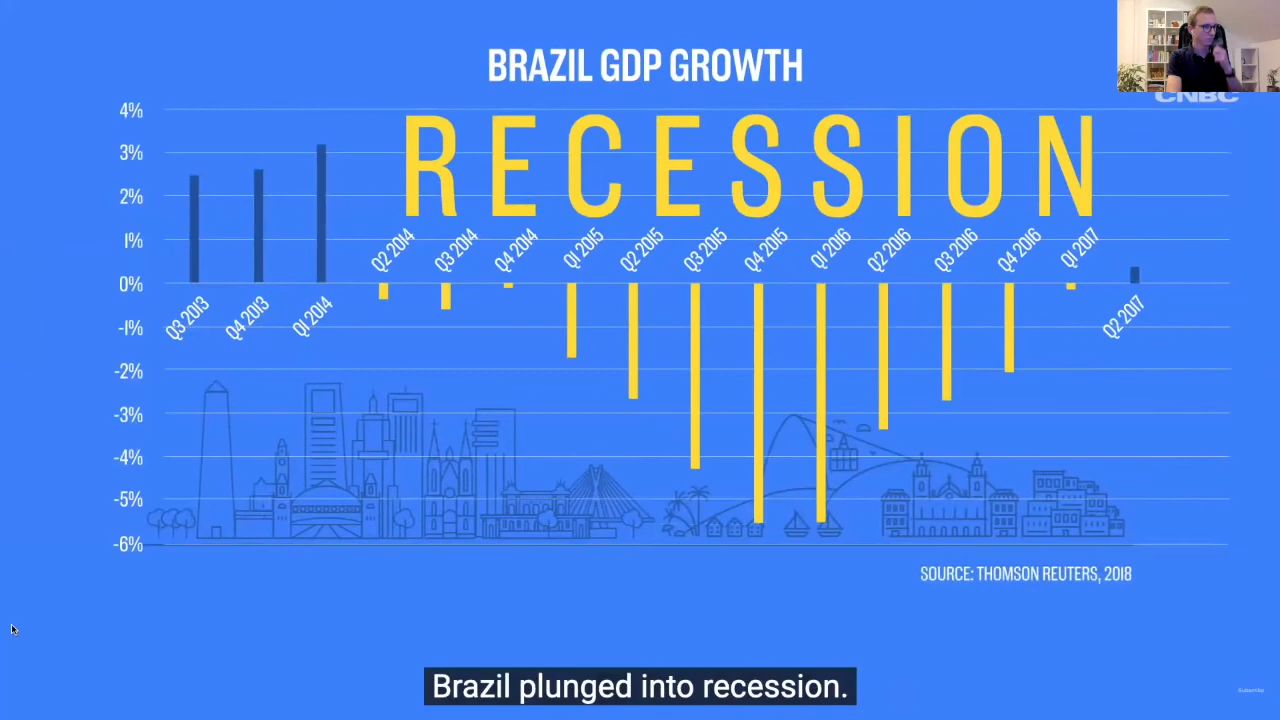 BRAZIL GDP GROWTH
CNBC
4%
3%
2%
1%
0%
-1%
-2%
-3%
-4%
-5%
-6%
RECESSION
Q3 2013
Q4 2013
Q1 2014
Q2 2014
Q3 2014
Q4 2014
Q1 2015
Q2 2015
Q3 2015
Q4 2015
Q1 2016
Q2 2016
Q3 2016
Q4 2016
Q1 2017
Q2 2017
SOURCE: THOMSON REUTERS, 2018
Brazil plunged into recession.
Subscribe